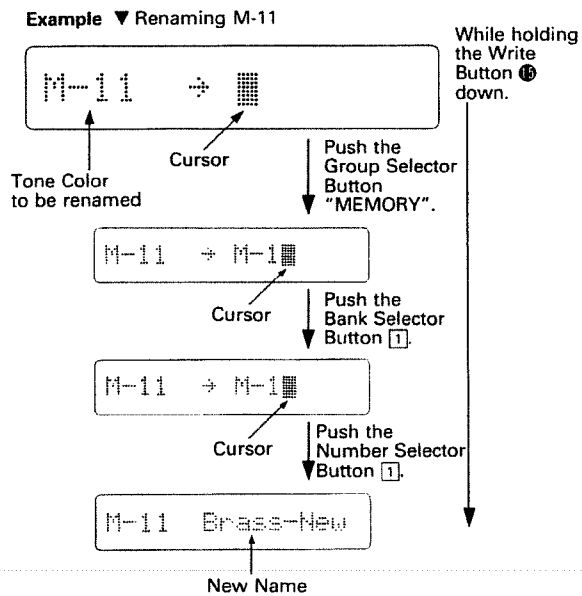 Example ▼ Renaming M-11
While holding
the Write
Button ⓯
down.
M-11 → 
Cursor
Tone Color
to be renamed
Push the
Group Selector
Button
"MEMORY".
M-11 → M-1
Cursor
Push the
Bank Selector
Button 1.
M-11 → M-1
Cursor
Push the
Number Selector
Button 1.
M-11 Brass-New
New Name